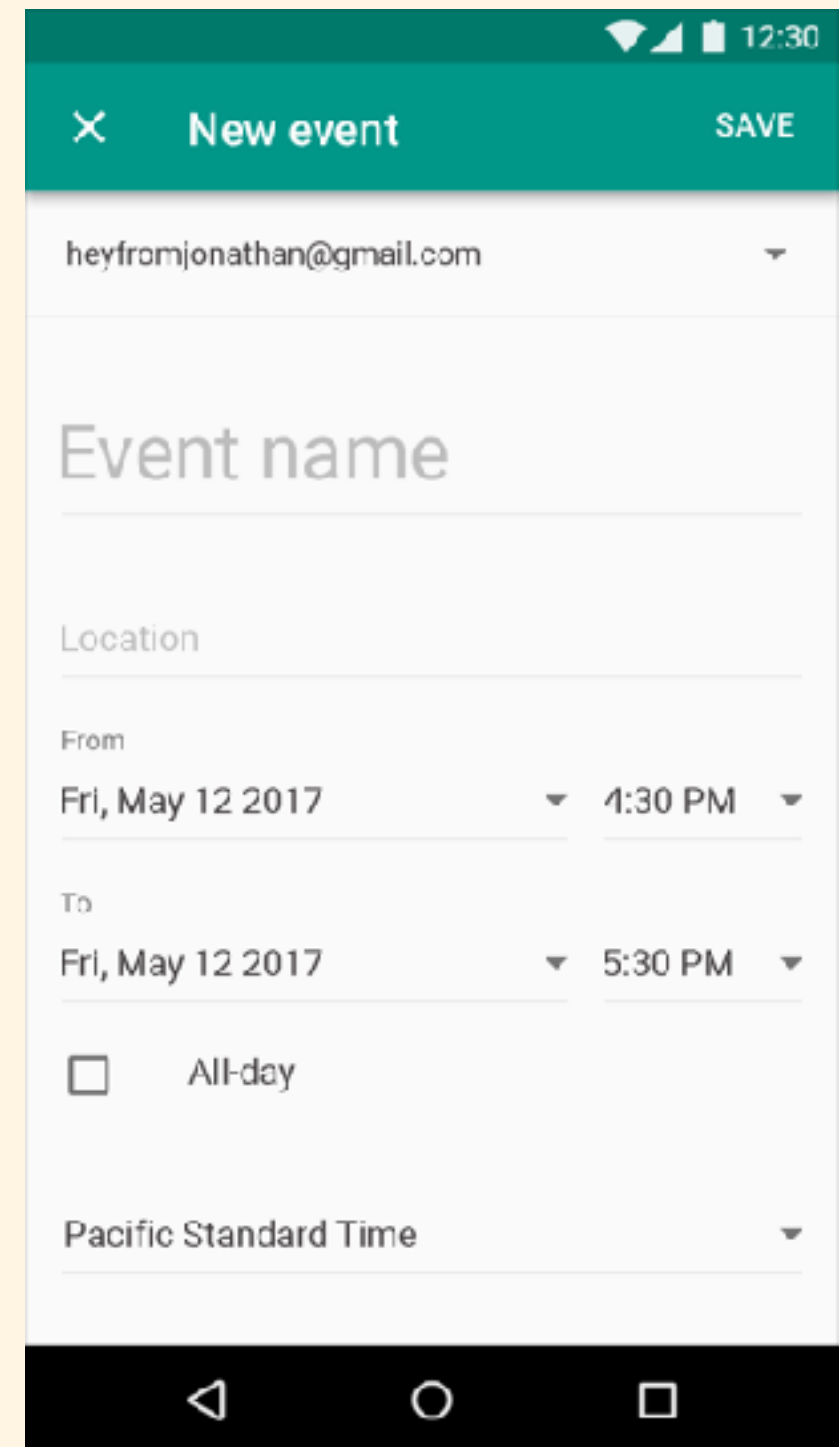 12:30
New event SAVE
heyfromjonathan@gmail.com
Event name
Location
From
Fri, May 12 2017 4:30 PM
To
Fri, May 12 2017 5:30 PM
All-day
Pacific Standard Time